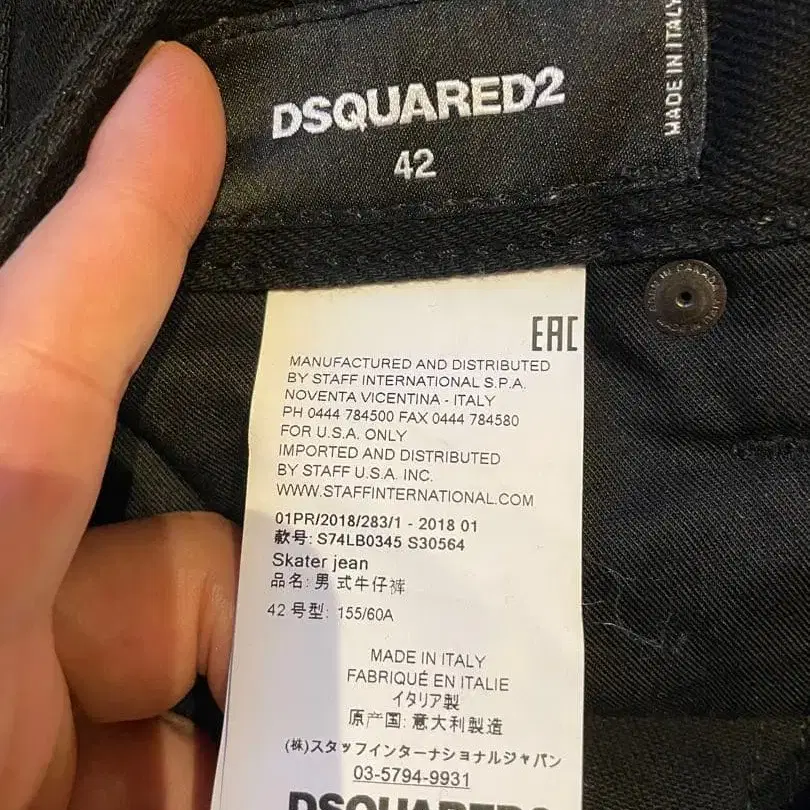 DSQUARED2
42
MADE IN ITALY
EAC
MANUFACTURED AND DISTRIBUTED
BY STAFF INTERNATIONAL S.P.A.
NOVENTA VICENTINA - ITALY
PH 0444 784500 FAX 0444 784580
FOR U.S.A. ONLY
IMPORTED AND DISTRIBUTED
BY STAFF U.S.A. INC.
WWW.STAFFINTERNATIONAL.COM
01PR/2018/283/1 - 2018 01
款号: S74LB0345 S30564
Skater jean
品名: 男式牛仔裤
42 号型: 155/60A
MADE IN ITALY
FABRIQUÉ EN ITALIE
イタリア製
原产国: 意大利製造
(株)スタッフインターナショナルジャパン
03-5794-9931
DSQUARED2